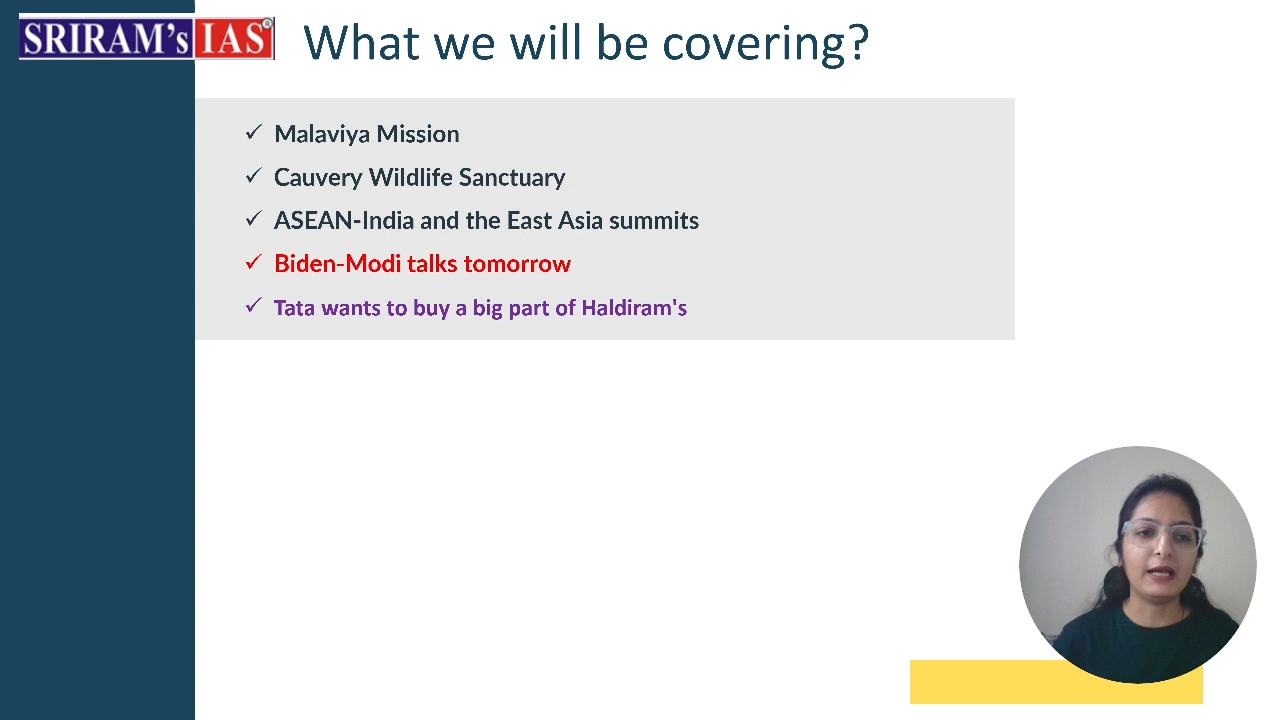 SRIRAM's IAS®
What we will be covering?
✓ Malaviya Mission
✓ Cauvery Wildlife Sanctuary
✓ ASEAN-India and the East Asia summits
✓ Biden-Modi talks tomorrow
✓ Tata wants to buy a big part of Haldiram's